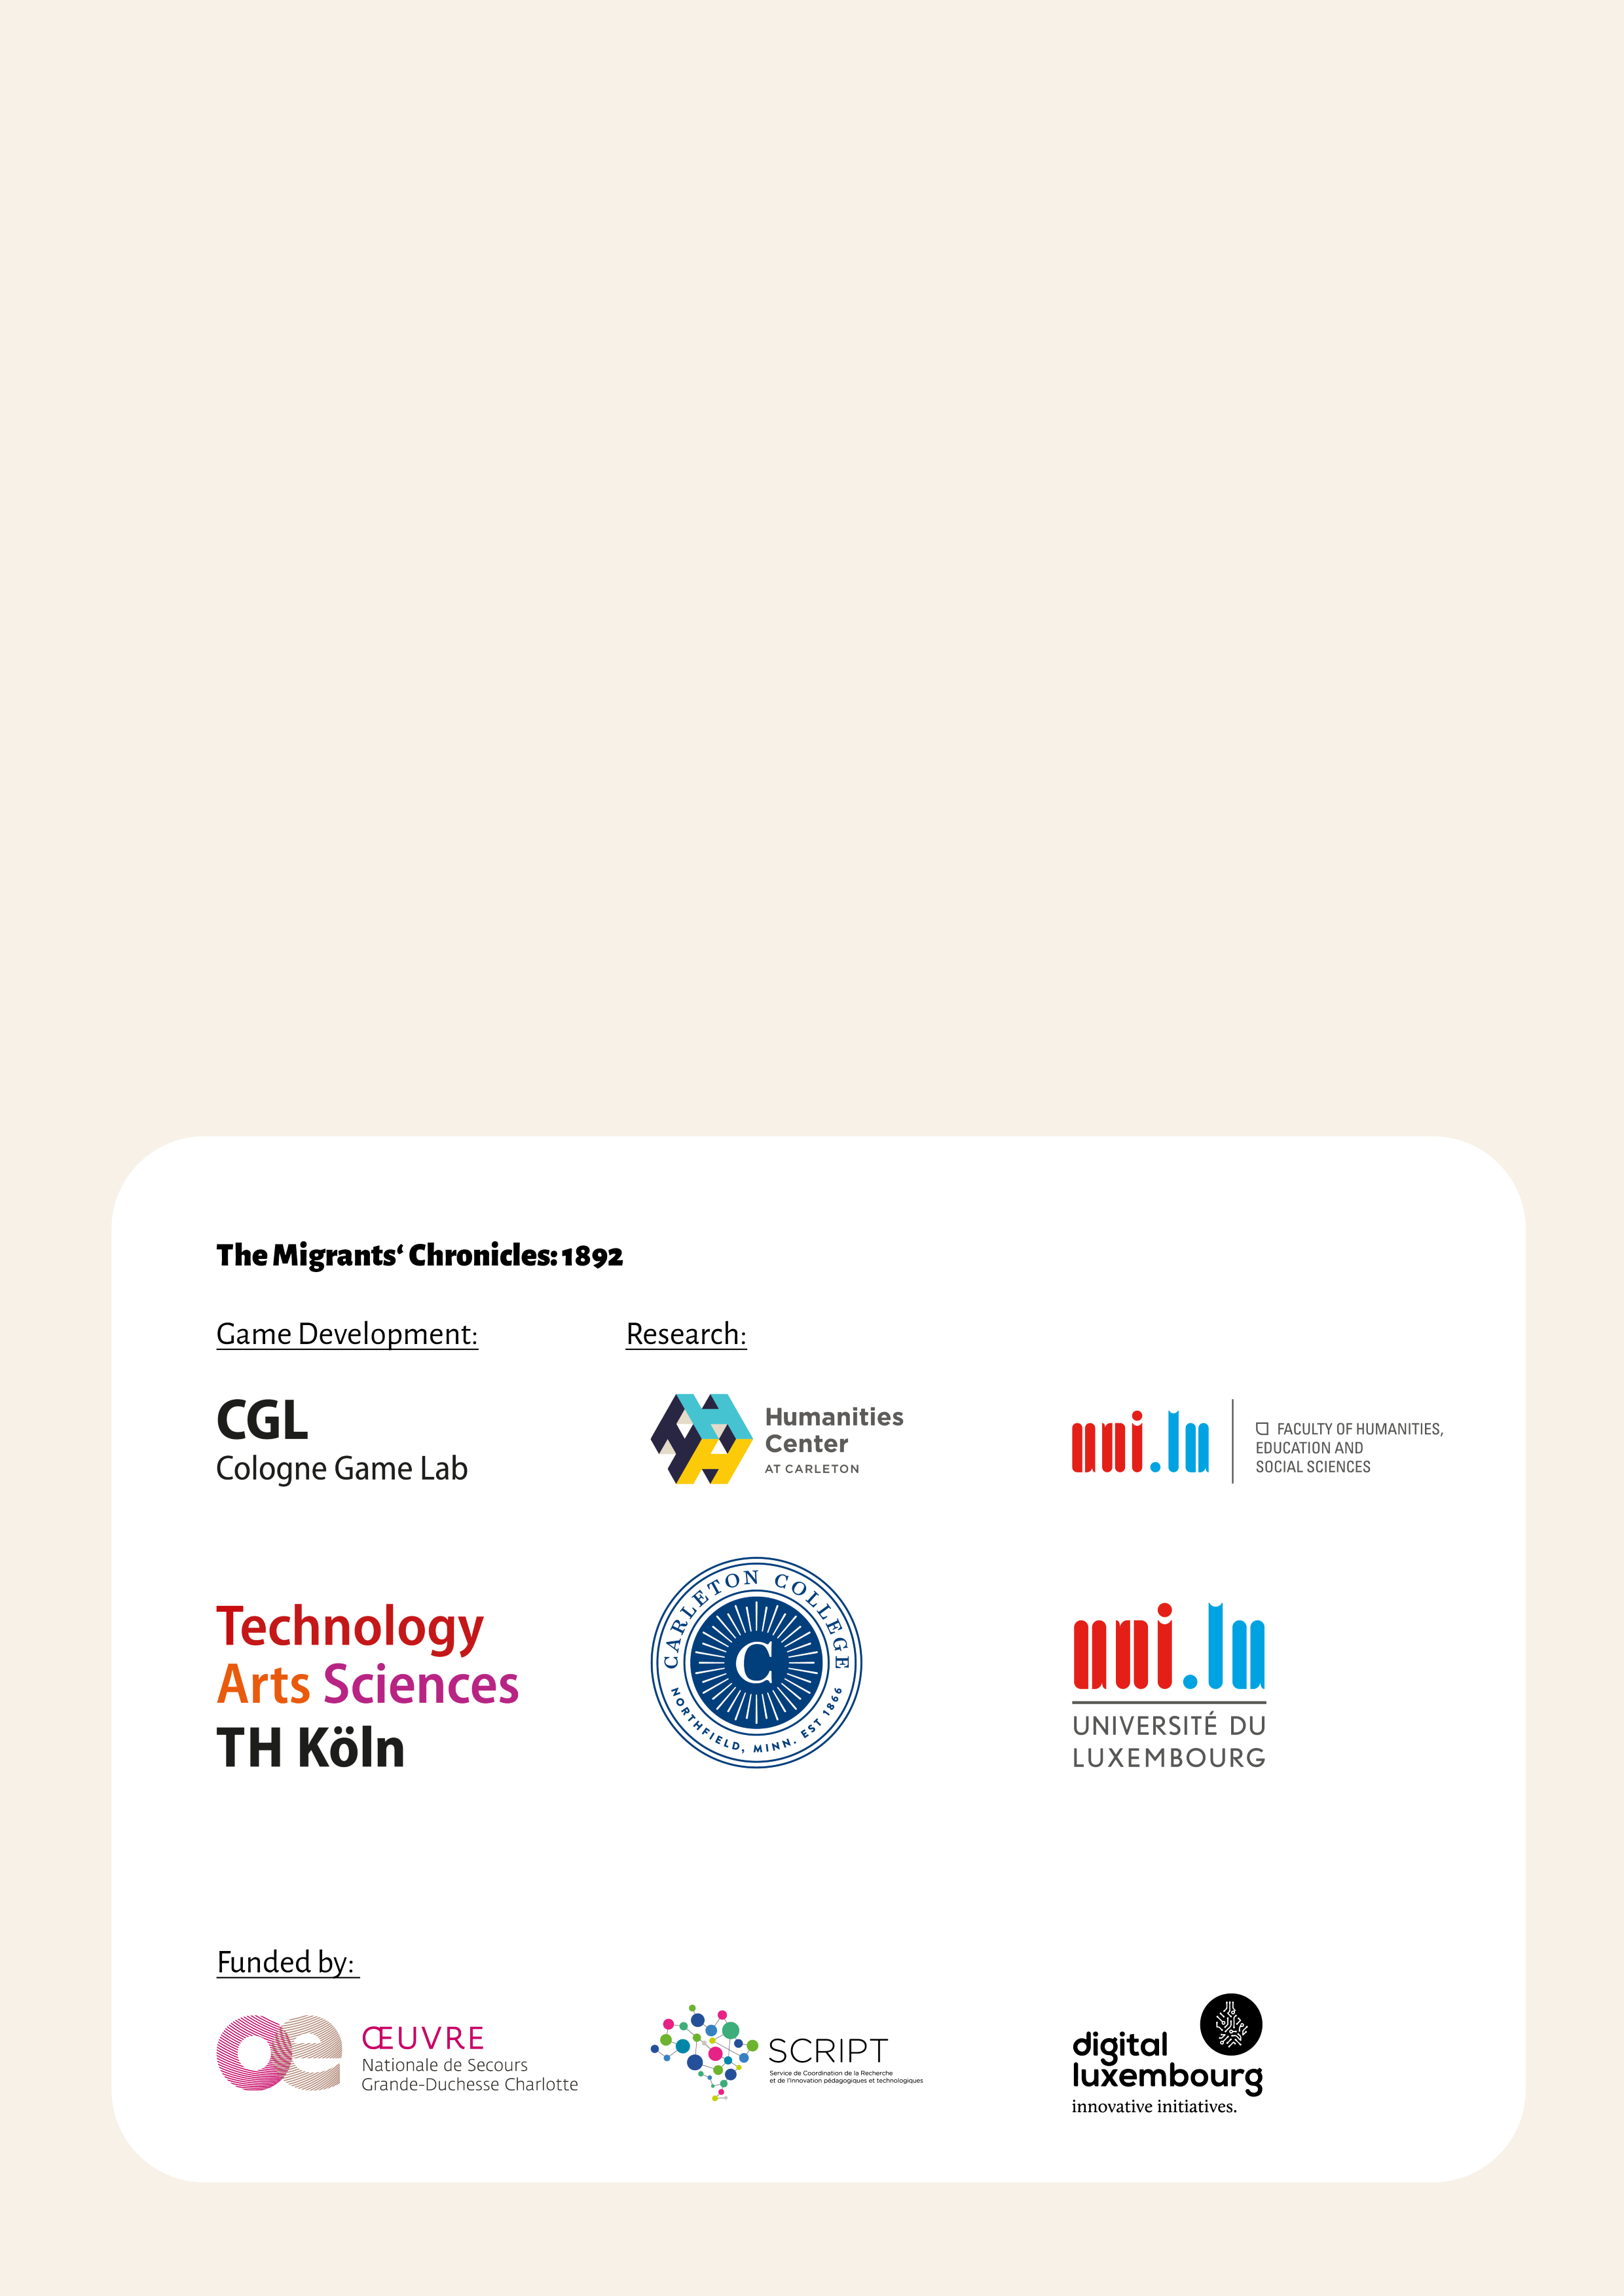 The Migrants‘ Chronicles: 1892
Game Development:
Research:
CGL
Cologne Game Lab
Humanities
Center
AT CARLETON
uni.lu
FACULTY OF HUMANITIES,
EDUCATION AND
SOCIAL SCIENCES
Technology
Arts Sciences
TH Köln
CARLETON COLLEGE
C
NORTHFIELD, MINN. EST 1866
uni.lu
UNIVERSITÉ DU
LUXEMBOURG
Funded by:
oe
ŒUVRE
Nationale de Secours
Grande-Duchesse Charlotte
SCRIPT
Service de Coordination de la Recherche
et de l'Innovation pédagogiques et technologiques
digital
luxembourg
innovative initiatives.